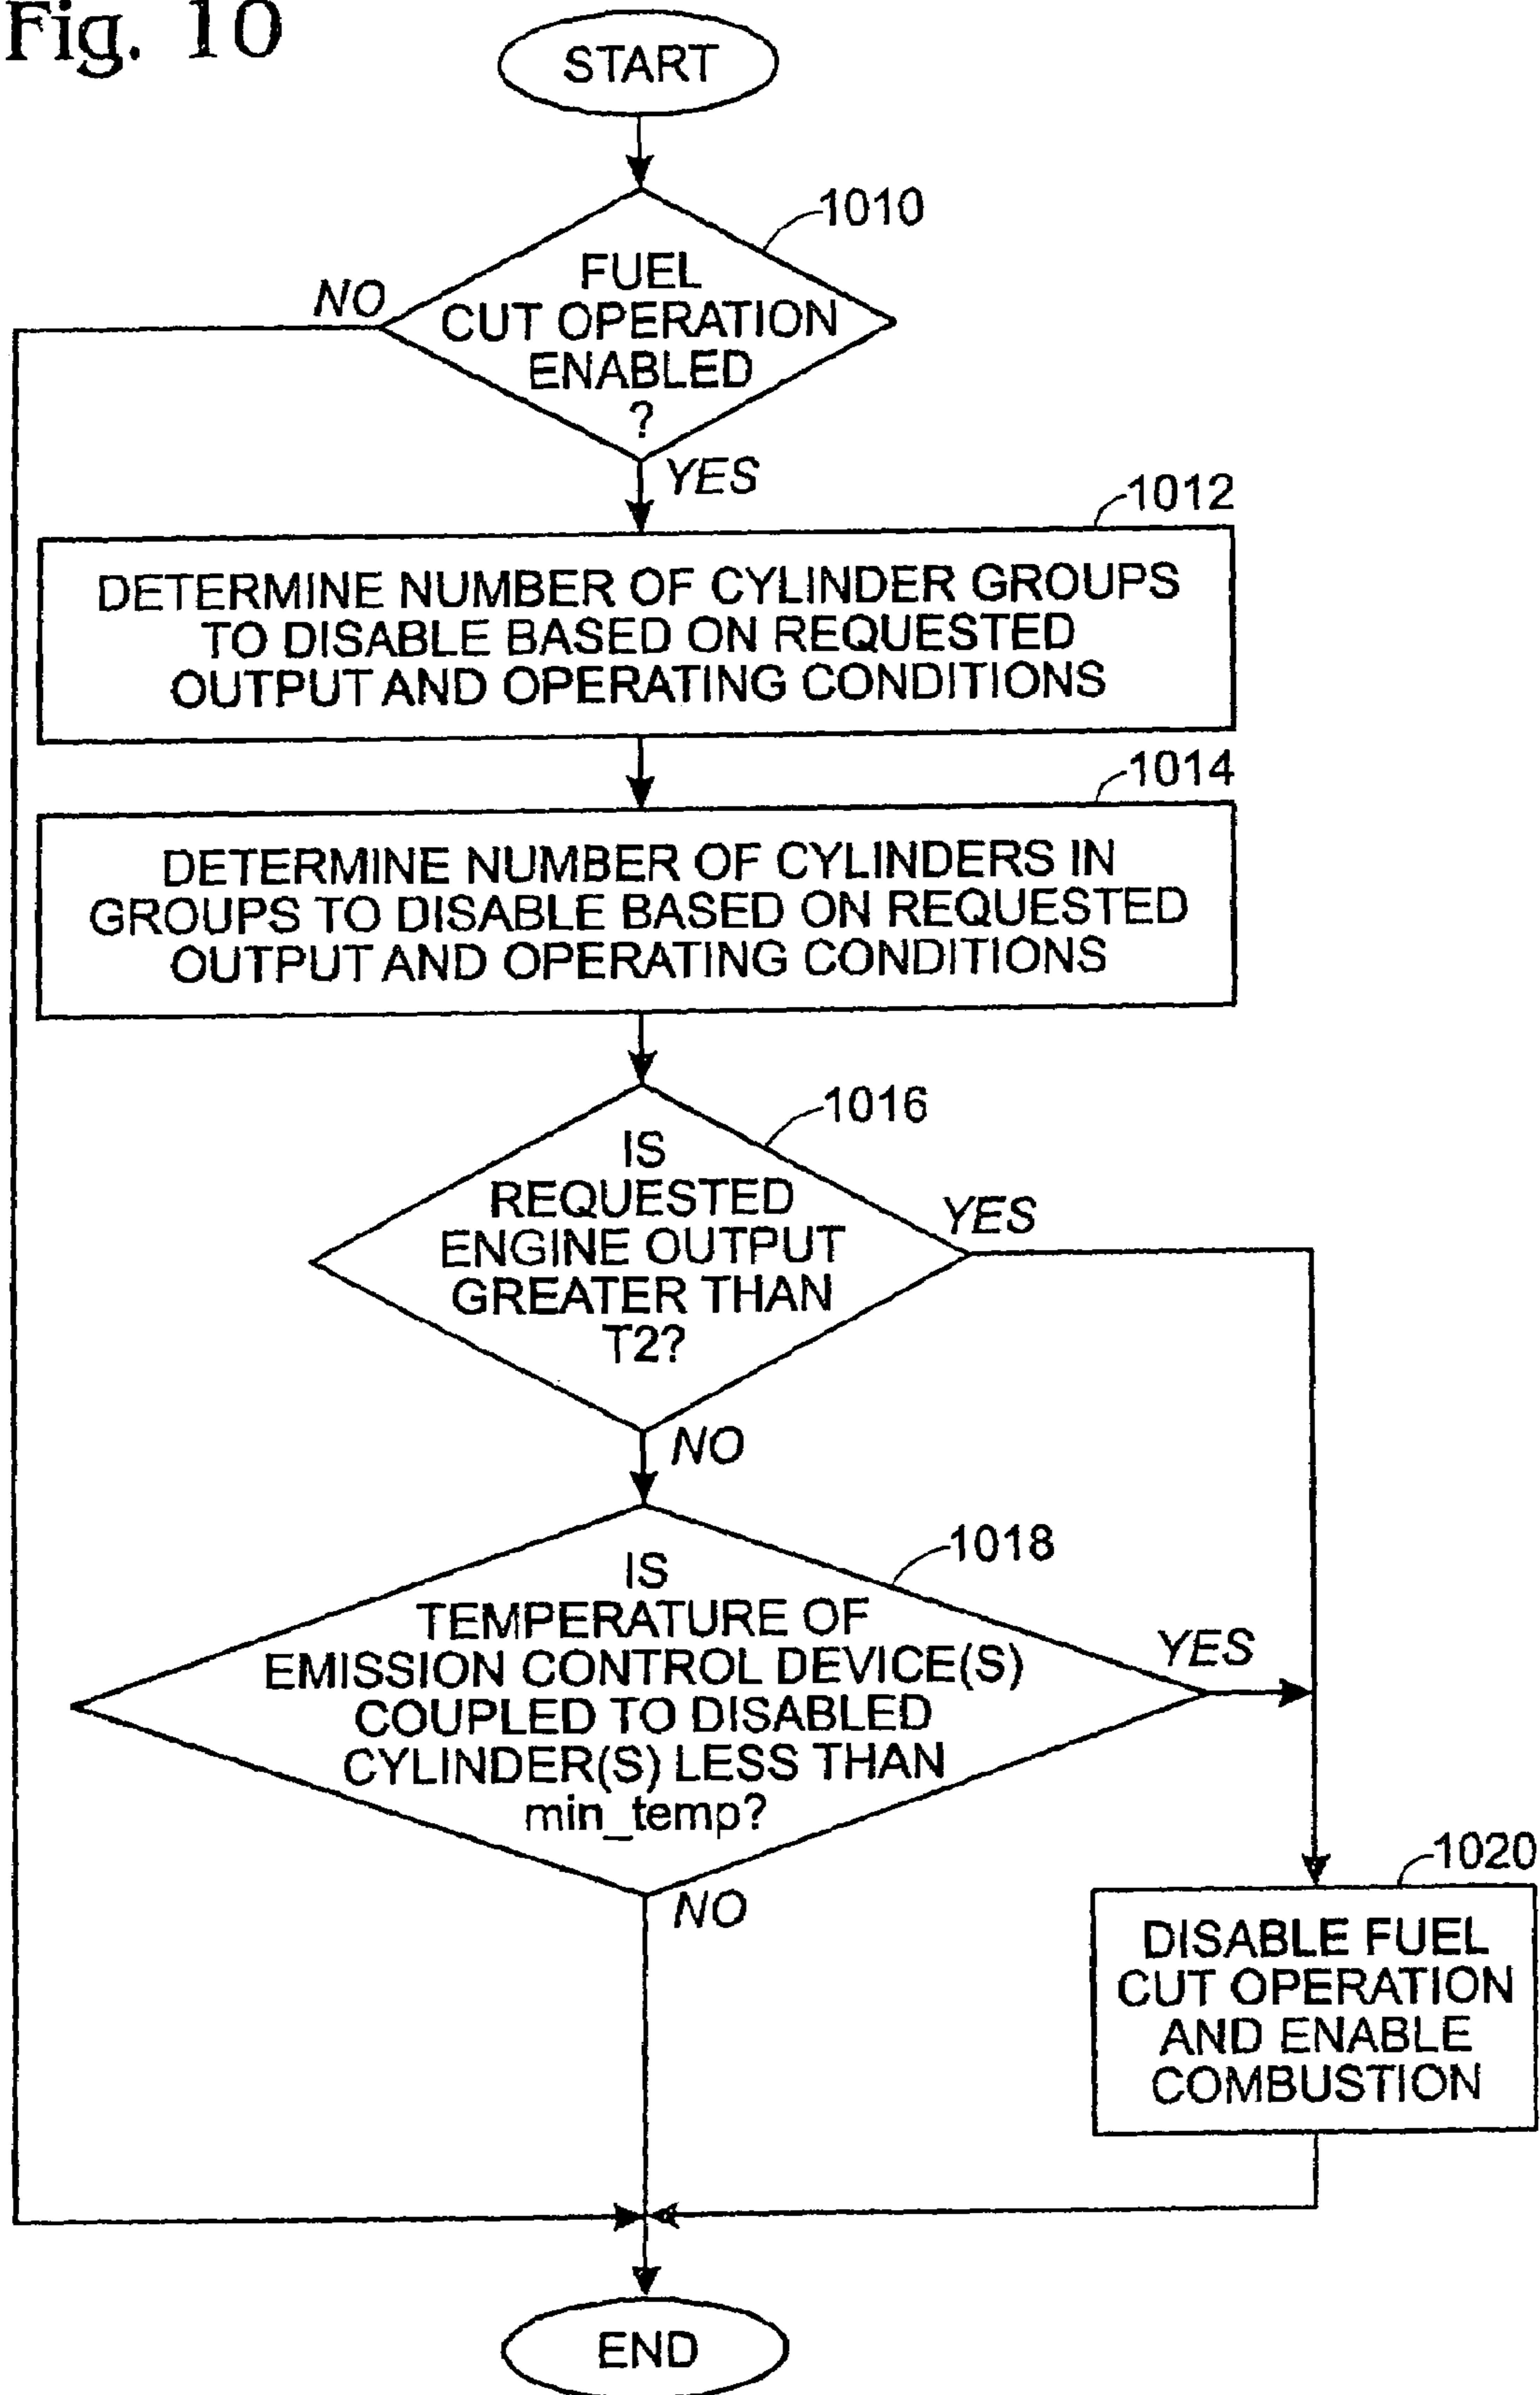 Fig. 10
START
1010
FUEL
CUT OPERATION
ENABLED
?
NO
YES
1012
DETERMINE NUMBER OF CYLINDER GROUPS
TO DISABLE BASED ON REQUESTED
OUTPUT AND OPERATING CONDITIONS
1014
DETERMINE NUMBER OF CYLINDERS IN
GROUPS TO DISABLE BASED ON REQUESTED
OUTPUT AND OPERATING CONDITIONS
1016
IS
REQUESTED
ENGINE OUTPUT
GREATER THAN
T2?
YES
NO
1018
IS
TEMPERATURE OF
EMISSION CONTROL DEVICE(S)
COUPLED TO DISABLED
CYLINDER(S) LESS THAN
min_temp?
YES
NO
1020
DISABLE FUEL
CUT OPERATION
AND ENABLE
COMBUSTION
END